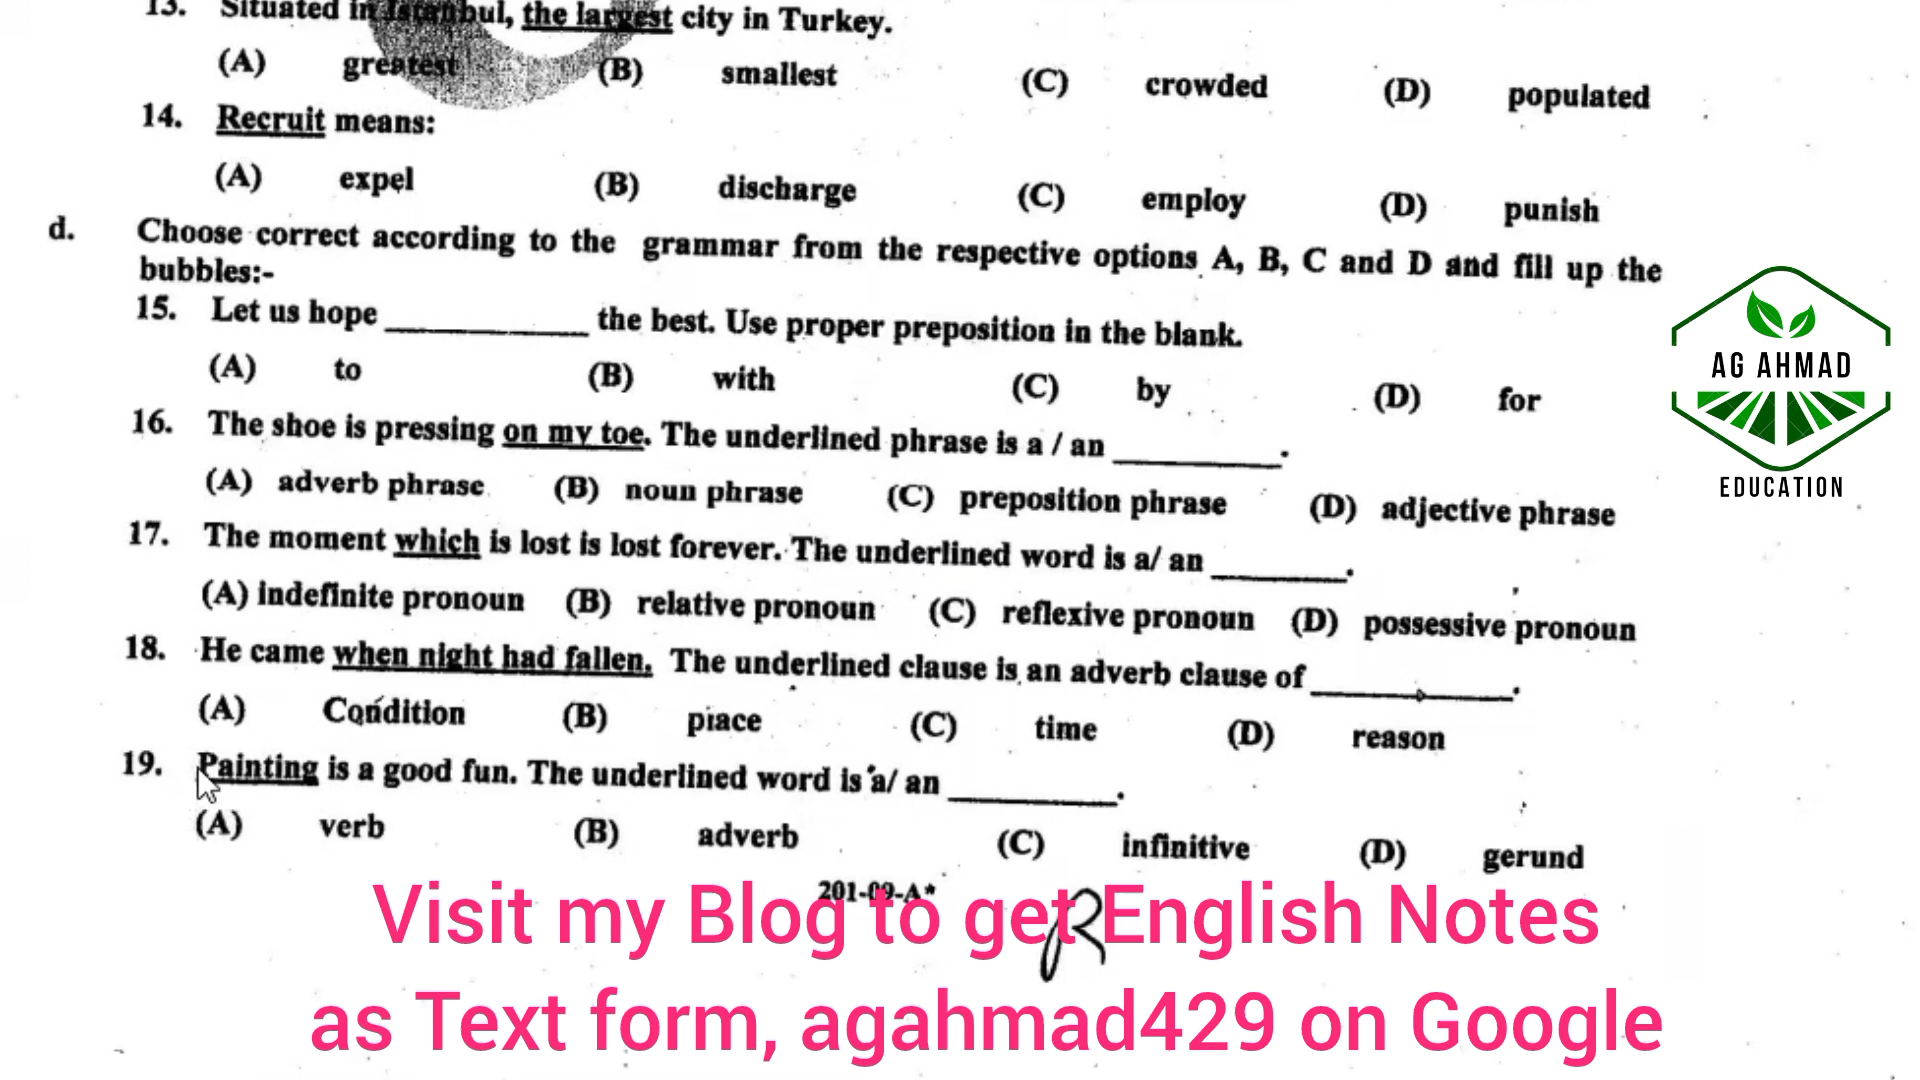 13. Situated in Istanbul, the largest city in Turkey.
(A) greatest (B) smallest (C) crowded (D) populated
14. Recruit means:
(A) expel (B) discharge (C) employ (D) punish
d. Choose correct according to the grammar from the respective options A, B, C and D and fill up the
bubbles:-
15. Let us hope __________ the best. Use proper preposition in the blank.
(A) to (B) with (C) by (D) for
16. The shoe is pressing on my toe. The underlined phrase is a / an __________.
(A) adverb phrase (B) noun phrase (C) preposition phrase (D) adjective phrase
17. The moment which is lost is lost forever. The underlined word is a/ an ________.
(A) indefinite pronoun (B) relative pronoun (C) reflexive pronoun (D) possessive pronoun
18. He came when night had fallen. The underlined clause is an adverb clause of __________.
(A) Condition (B) piace (C) time (D) reason
19. Painting is a good fun. The underlined word is a/ an __________.
(A) verb (B) adverb (C) infinitive (D) gerund
201-09-A*
AG AHMAD
EDUCATION
Visit my Blog to get English Notes
as Text form, agahmad429 on Google